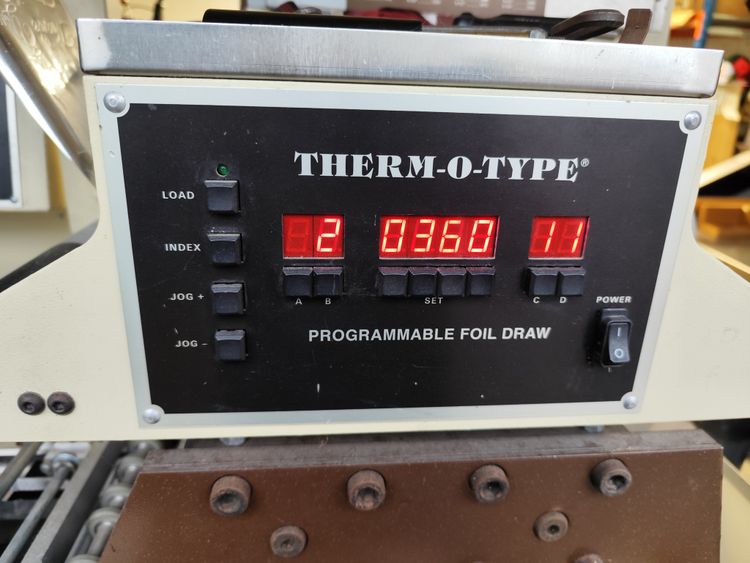 THERM-O-TYPE®
LOAD
INDEX
JOG +
JOG -
2 0360 11
A B SET C D
POWER
I
O
PROGRAMMABLE FOIL DRAW